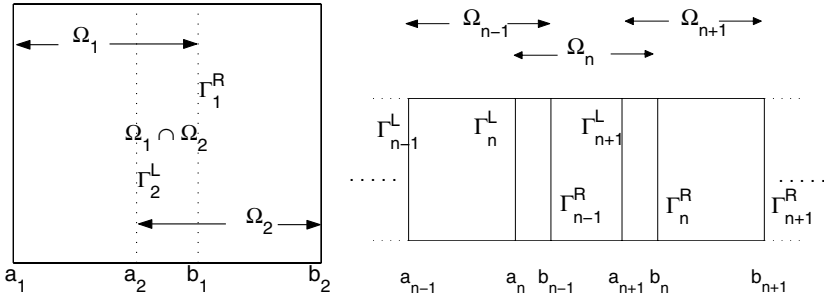 Ω₁
Γ₁ᴿ
Ω₁ ∩ Ω₂
Γ₂ᴸ
Ω₂
a₁ a₂ b₁ b₂
Ωₙ₋₁ Ωₙ₊₁
Ωₙ
Γₙ₋₁ᴸ Γₙᴸ Γₙ₊₁ᴸ
. . . . . . . . . .
Γₙ₋₁ᴿ Γₙᴿ Γₙ₊₁ᴿ
aₙ₋₁ aₙ bₙ₋₁ aₙ₊₁ bₙ bₙ₊₁